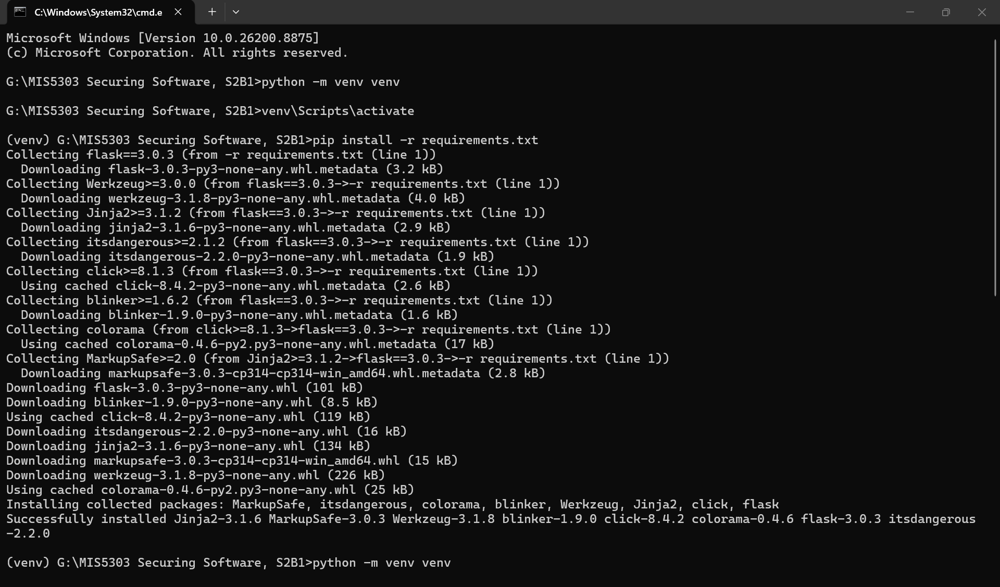 C:\Windows\System32\cmd.e
Microsoft Windows [Version 10.0.26200.8875]
(c) Microsoft Corporation. All rights reserved.
G:\MIS5303 Securing Software, S2B1>python -m venv venv
G:\MIS5303 Securing Software, S2B1>venv\Scripts\activate
(venv) G:\MIS5303 Securing Software, S2B1>pip install -r requirements.txt
Collecting flask==3.0.3 (from -r requirements.txt (line 1))
  Downloading flask-3.0.3-py3-none-any.whl.metadata (3.2 kB)
Collecting Werkzeug>=3.0.0 (from flask==3.0.3->-r requirements.txt (line 1))
  Downloading werkzeug-3.1.8-py3-none-any.whl.metadata (4.0 kB)
Collecting Jinja2>=3.1.2 (from flask==3.0.3->-r requirements.txt (line 1))
  Downloading jinja2-3.1.6-py3-none-any.whl.metadata (2.9 kB)
Collecting itsdangerous>=2.1.2 (from flask==3.0.3->-r requirements.txt (line 1))
  Downloading itsdangerous-2.2.0-py3-none-any.whl.metadata (1.9 kB)
Collecting click>=8.1.3 (from flask==3.0.3->-r requirements.txt (line 1))
  Using cached click-8.4.2-py3-none-any.whl.metadata (2.6 kB)
Collecting blinker>=1.6.2 (from flask==3.0.3->-r requirements.txt (line 1))
  Downloading blinker-1.9.0-py3-none-any.whl.metadata (1.6 kB)
Collecting colorama (from click>=8.1.3->flask==3.0.3->-r requirements.txt (line 1))
  Using cached colorama-0.4.6-py2.py3-none-any.whl.metadata (17 kB)
Collecting MarkupSafe>=2.0 (from Jinja2>=3.1.2->flask==3.0.3->-r requirements.txt (line 1))
  Downloading markupsafe-3.0.3-cp314-cp314-win_amd64.whl.metadata (2.8 kB)
Downloading flask-3.0.3-py3-none-any.whl (101 kB)
Downloading blinker-1.9.0-py3-none-any.whl (8.5 kB)
Using cached click-8.4.2-py3-none-any.whl (119 kB)
Downloading itsdangerous-2.2.0-py3-none-any.whl (16 kB)
Downloading jinja2-3.1.6-py3-none-any.whl (134 kB)
Downloading markupsafe-3.0.3-cp314-cp314-win_amd64.whl (15 kB)
Downloading werkzeug-3.1.8-py3-none-any.whl (226 kB)
Using cached colorama-0.4.6-py2.py3-none-any.whl (25 kB)
Installing collected packages: MarkupSafe, itsdangerous, colorama, blinker, Werkzeug, Jinja2, click, flask
Successfully installed Jinja2-3.1.6 MarkupSafe-3.0.3 Werkzeug-3.1.8 blinker-1.9.0 click-8.4.2 colorama-0.4.6 flask-3.0.3 itsdangerous
-2.2.0
(venv) G:\MIS5303 Securing Software, S2B1>python -m venv venv